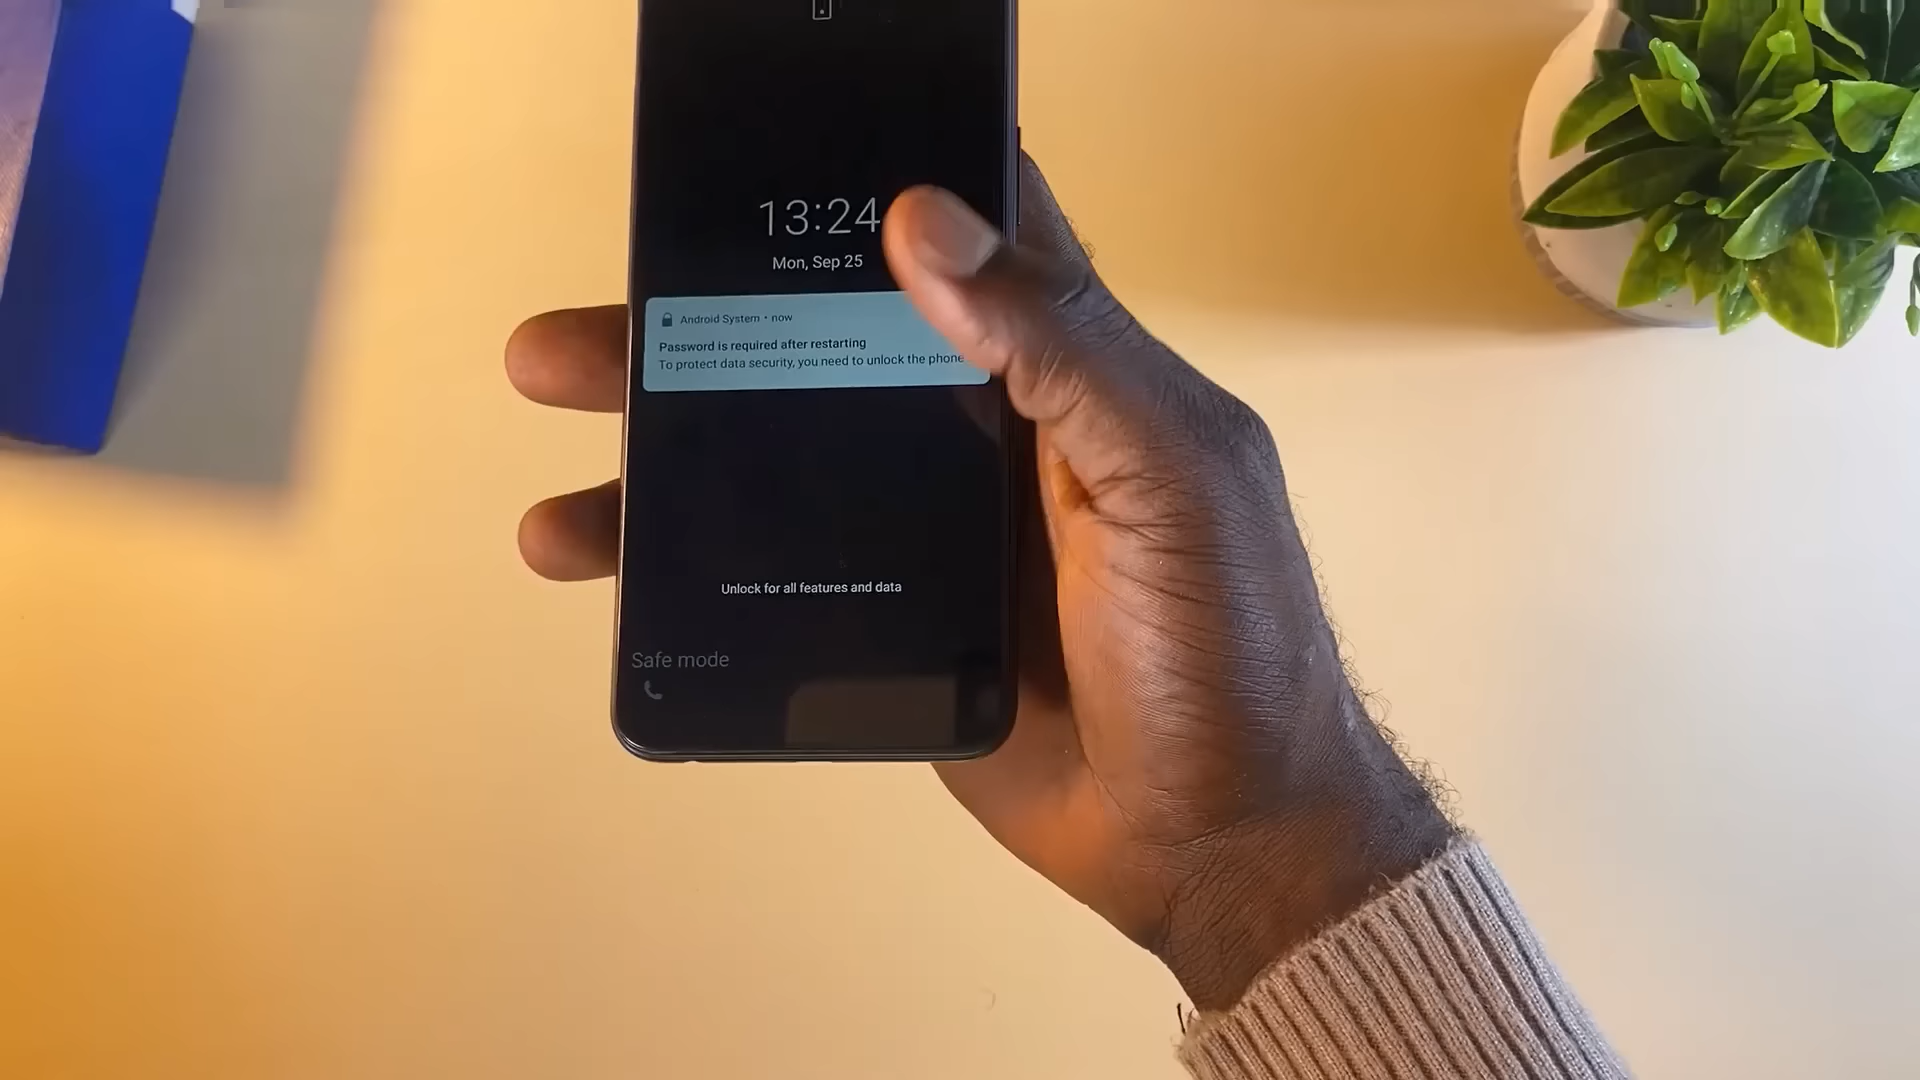 13:24
Mon, Sep 25
Android System • now
Password is required after restarting
To protect data security, you need to unlock the phone
Unlock for all features and data
Safe mode